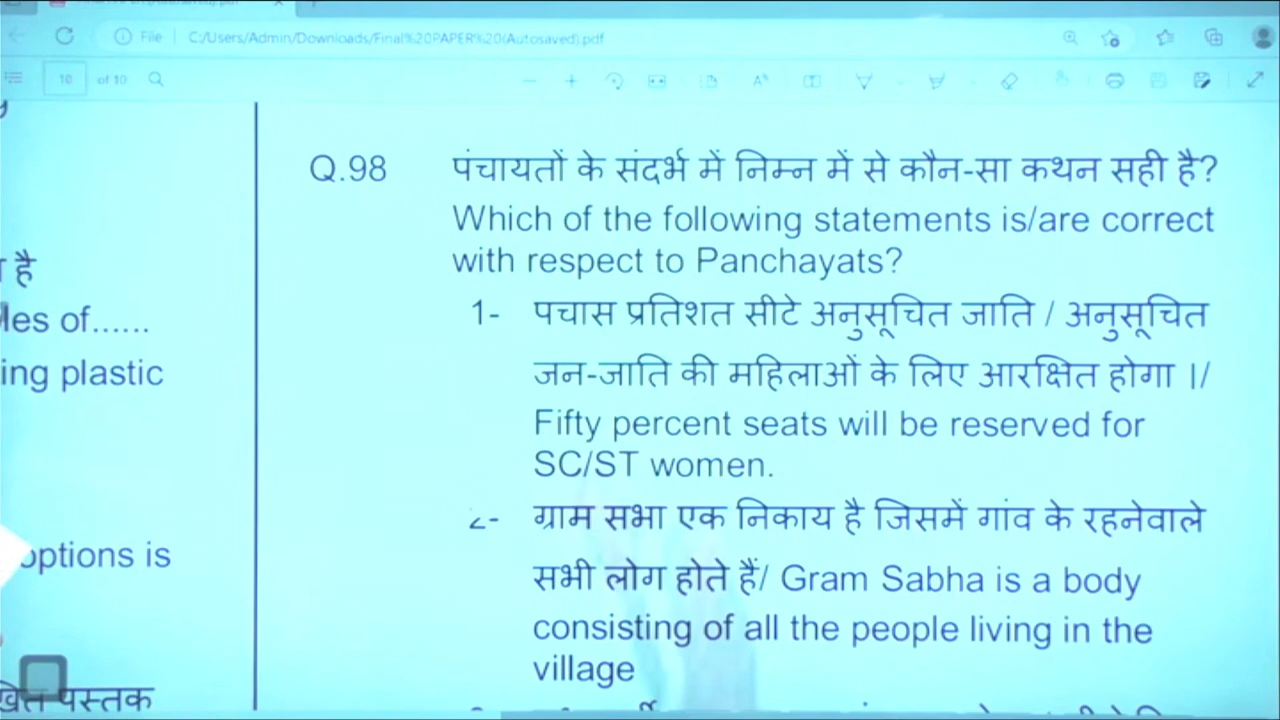 File
C:/Users/Admin/Downloads/Final%20PAPER%20(Autosaved).pdf
10 of 10
है
les of......
ing plastic
options is
पुस्तक
Q.98
पंचायतों के संदर्भ में निम्न में से कौन-सा कथन सही है?
Which of the following statements is/are correct
with respect to Panchayats?
1- पचास प्रतिशत सीटे अनुसूचित जाति / अनुसूचित
जन-जाति की महिलाओं के लिए आरक्षित होगा ।/
Fifty percent seats will be reserved for
SC/ST women.
2- ग्राम सभा एक निकाय है जिसमें गांव के रहनेवाले
सभी लोग होते हैं/ Gram Sabha is a body
consisting of all the people living in the
village